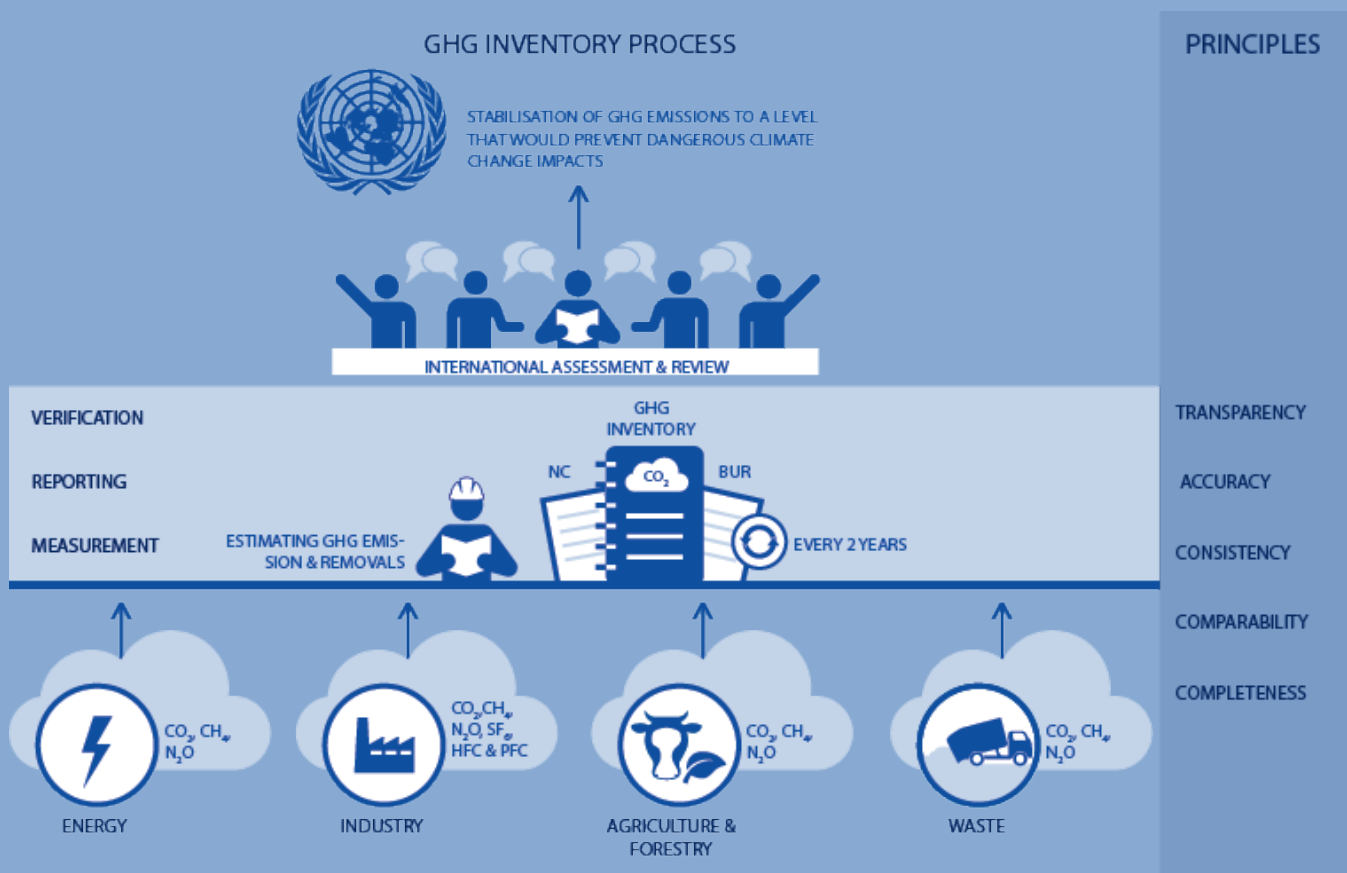 GHG INVENTORY PROCESS
PRINCIPLES
STABILISATION OF GHG EMISSIONS TO A LEVEL
THAT WOULD PREVENT DANGEROUS CLIMATE
CHANGE IMPACTS
INTERNATIONAL ASSESSMENT & REVIEW
VERIFICATION
REPORTING
MEASUREMENT
ESTIMATING GHG EMIS-
SION & REMOVALS
GHG
INVENTORY
NC
CO₂
BUR
EVERY 2 YEARS
TRANSPARENCY
ACCURACY
CONSISTENCY
COMPARABILITY
COMPLETENESS
CO₂, CH₄,
N₂O
ENERGY
CO₂,CH₄,
N₂O, SF₆,
HFC & PFC
INDUSTRY
CO₂, CH₄,
N₂O
AGRICULTURE &
FORESTRY
CO₂, CH₄,
N₂O
WASTE